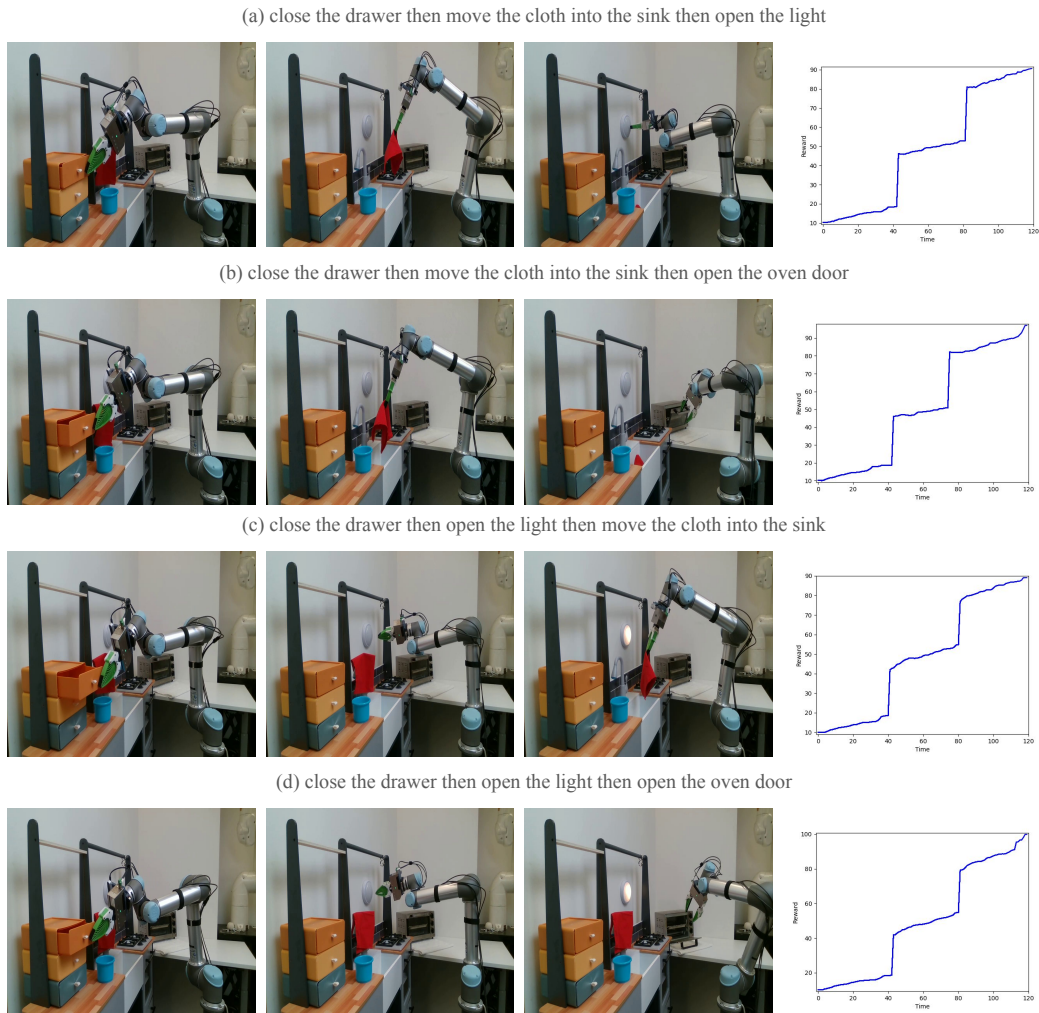 (a) close the drawer then move the cloth into the sink then open the light
90
80
70
60
50
40
30
20
10
Reward
0 20 40 60 80 100 120
Time
(b) close the drawer then move the cloth into the sink then open the oven door
90
80
70
60
50
40
30
20
10
Reward
0 20 40 60 80 100 120
Time
(c) close the drawer then open the light then move the cloth into the sink
90
80
70
60
50
40
30
20
10
Reward
0 20 40 60 80 100 120
Time
(d) close the drawer then open the light then open the oven door
100
80
60
40
20
Reward
0 20 40 60 80 100 120
Time